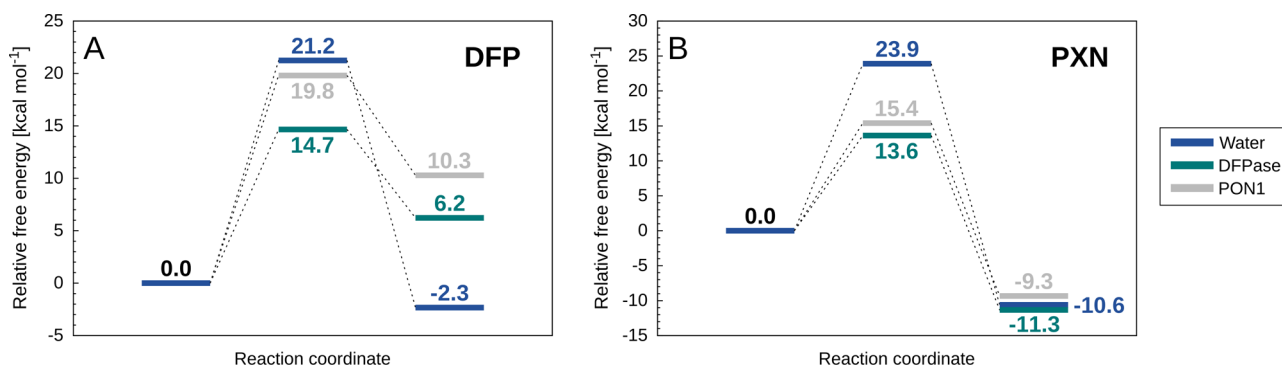 A
DFP
Relative free energy [kcal mol⁻¹]
25
20
15
10
5
0
-5
0.0
21.2
19.8
14.7
10.3
6.2
-2.3
Reaction coordinate
B
PXN
Relative free energy [kcal mol⁻¹]
30
25
20
15
10
5
0
-5
-10
-15
0.0
23.9
15.4
13.6
-9.3
-10.6
-11.3
Reaction coordinate
Water
DFPase
PON1